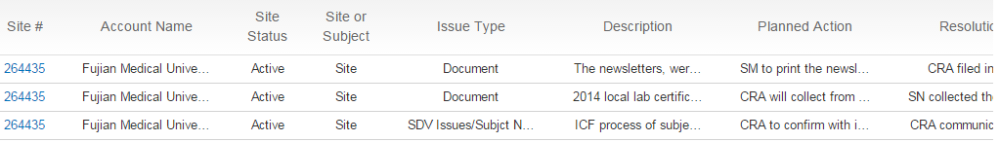 Site # Account Name Site Status Site or Subject Issue Type Description Planned Action Resolutio
264435 Fujian Medical Unive... Active Site Document The newsletters, wer... SM to print the newsl... CRA filed in
264435 Fujian Medical Unive... Active Site Document 2014 local lab certific... CRA will collect from ... SN collected the
264435 Fujian Medical Unive... Active Site SDV Issues/Subjct N... ICF process of subje... CRA to confirm with i... CRA communic